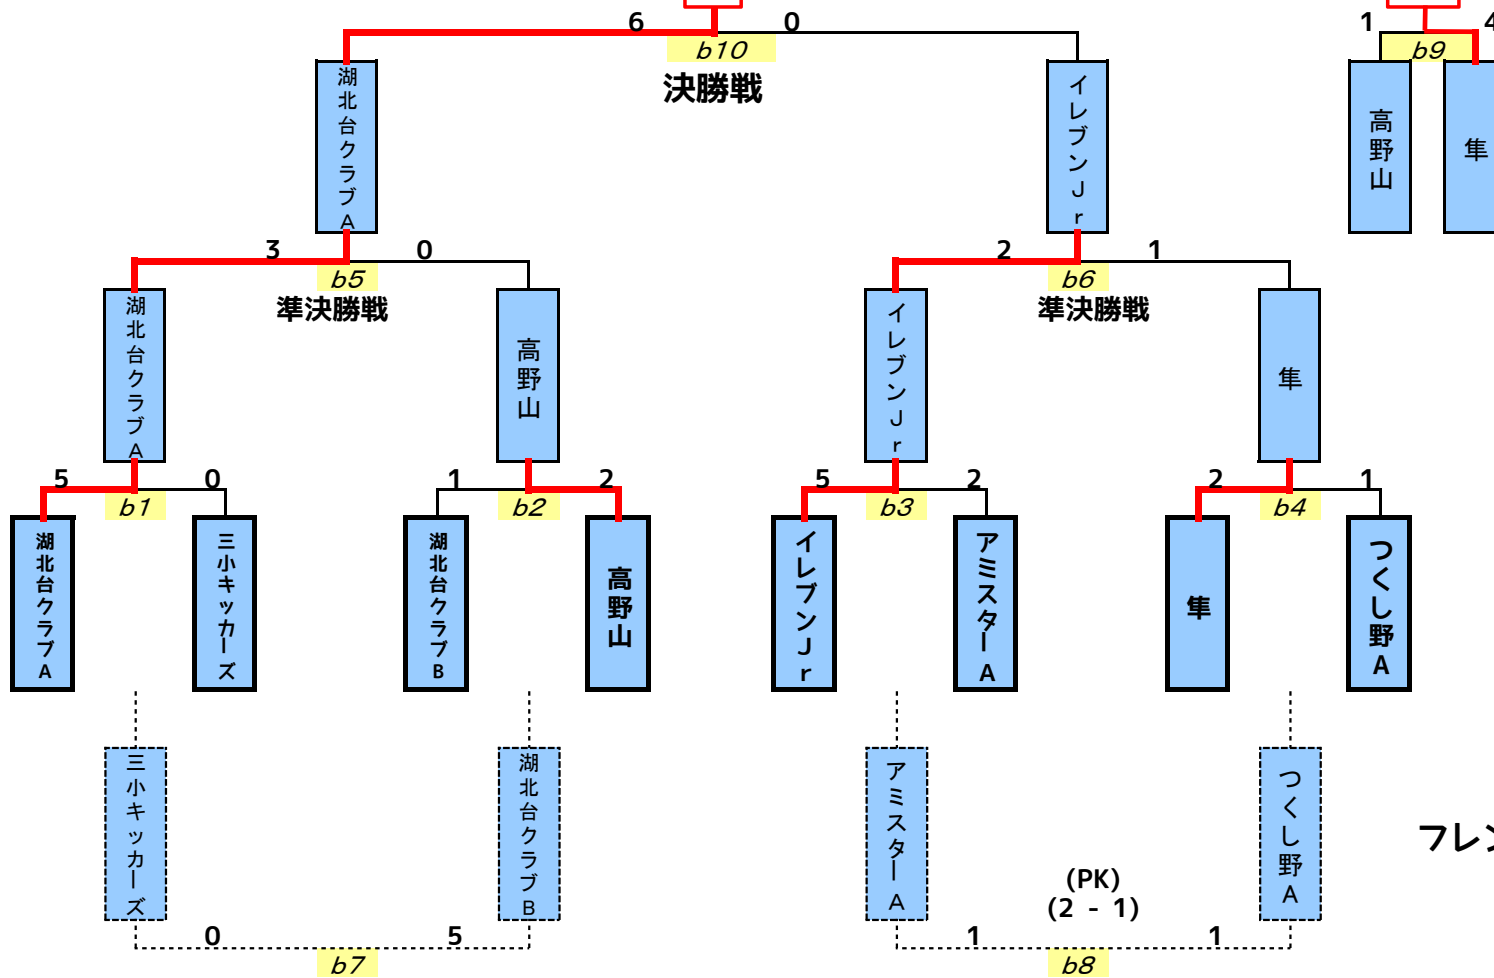 6 0 1 4
b10 b9
決勝戦
湖北台クラブA イレブンJr 高野山 隼
3 0 2 1
b5 b6
準決勝戦 準決勝戦
湖北台クラブA 高野山 イレブンJr 隼
5 0 1 2 5 2 2 1
b1 b2 b3 b4
湖北台クラブA 三小キッカーズ 湖北台クラブB 高野山 イレブンJr アミスターA 隼 つくし野A
三小キッカーズ 湖北台クラブB アミスターA つくし野A
フレン
(PK)
(2 - 1)
0 5 1 1
b7 b8